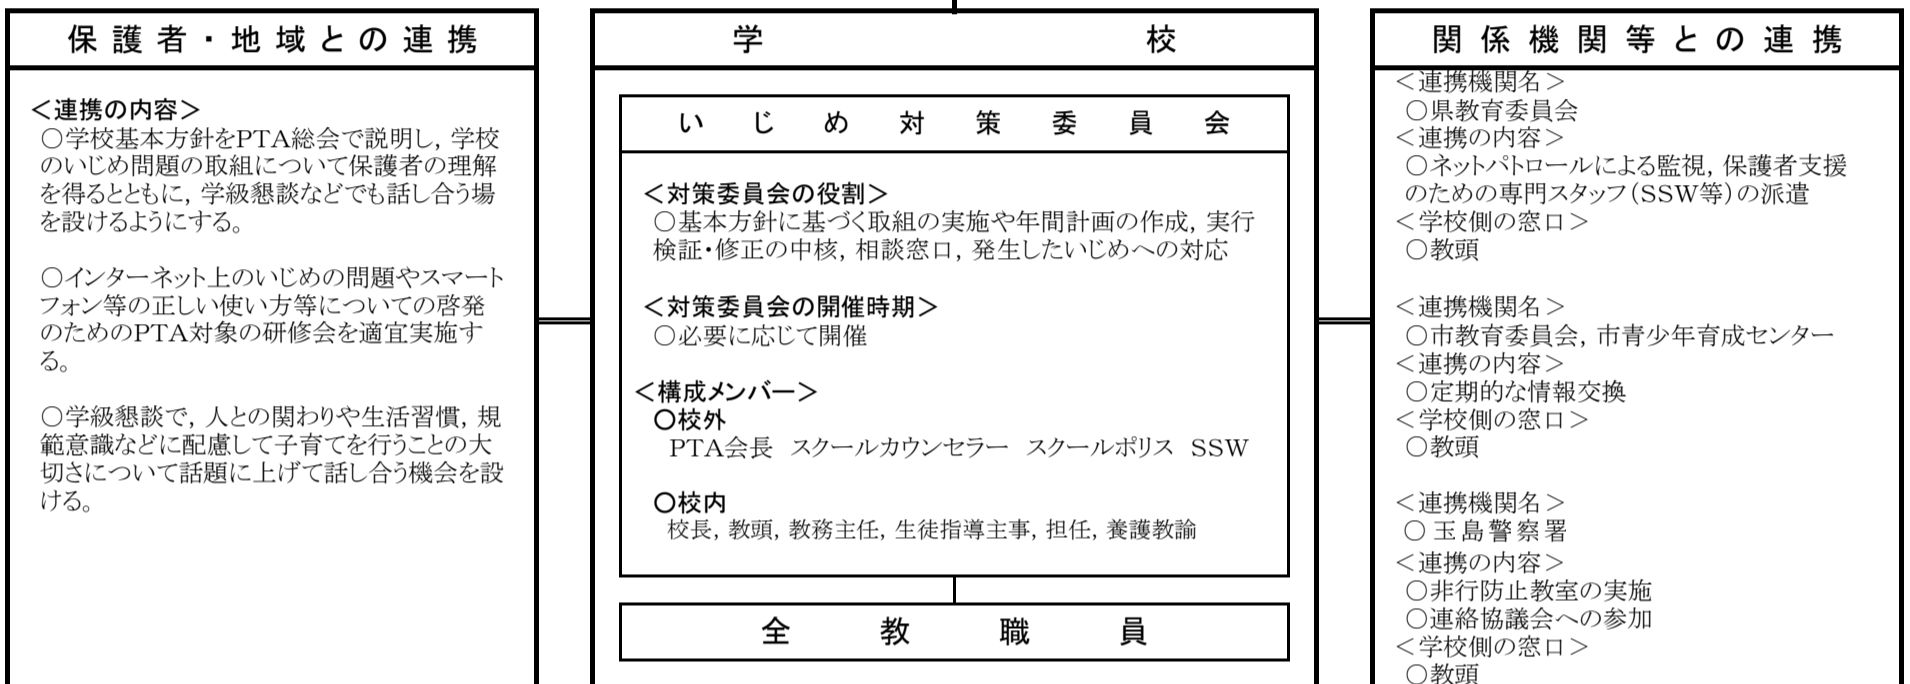 保護者・地域との連携
＜連携の内容＞
○学校基本方針をPTA総会で説明し，学校
のいじめ問題の取組について保護者の理解
を得るとともに，学級懇談などでも話し合う場
を設けるようにする。
○インターネット上のいじめの問題やスマート
フォン等の正しい使い方等についての啓発
のためのPTA対象の研修会を適宜実施す
る。
○学級懇談で，人との関わりや生活習慣，規
範意識などに配慮して子育てを行うことの大
切さについて話題に上げて話し合う機会を設
ける。
学校
いじめ対策委員会
＜対策委員会の役割＞
○基本方針に基づく取組の実施や年間計画の作成，実行
検証・修正の中核，相談窓口，発生したいじめへの対応
＜対策委員会の開催時期＞
○必要に応じて開催
＜構成メンバー＞
○校外
PTA会長　スクールカウンセラー　スクールポリス　SSW
○校内
校長，教頭，教務主任，生徒指導主事，担任，養護教諭
全教職員
関係機関等との連携
＜連携機関名＞
○県教育委員会
＜連携の内容＞
○ネットパトロールによる監視，保護者支援
のための専門スタッフ（SSW等）の派遣
＜学校側の窓口＞
○教頭
＜連携機関名＞
○市教育委員会，市青少年育成センター
＜連携の内容＞
○定期的な情報交換
＜学校側の窓口＞
○教頭
＜連携機関名＞
○玉島警察署
＜連携の内容＞
○非行防止教室の実施
○連絡協議会への参加
＜学校側の窓口＞
○教頭